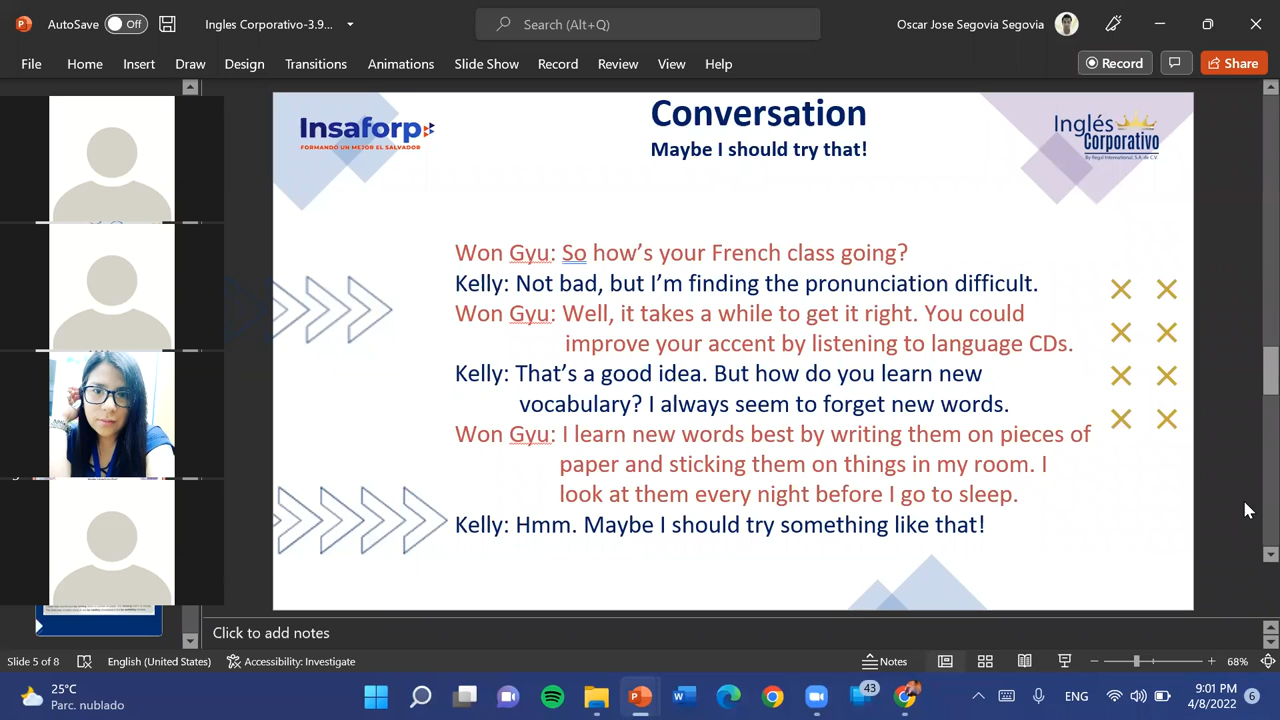 AutoSave Off Ingles Corporativo-3.9... Search (Alt+Q) Oscar Jose Segovia Segovia
File Home Insert Draw Design Transitions Animations Slide Show Record Review View Help Record Share
Insaforp
FORMANDO UN MEJOR EL SALVADOR
Conversation
Maybe I should try that!
Inglés
Corporativo
By Regal International, S.A. de C.V.
Won Gyu: So how's your French class going?
Kelly: Not bad, but I'm finding the pronunciation difficult.
Won Gyu: Well, it takes a while to get it right. You could
improve your accent by listening to language CDs.
Kelly: That's a good idea. But how do you learn new
vocabulary? I always seem to forget new words.
Won Gyu: I learn new words best by writing them on pieces of
paper and sticking them on things in my room. I
look at them every night before I go to sleep.
Kelly: Hmm. Maybe I should try something like that!
Click to add notes
Slide 5 of 8 English (United States) Accessibility: Investigate Notes 68%
25°C
Parc. nublado
43
ENG
9:01 PM
4/8/2022
6